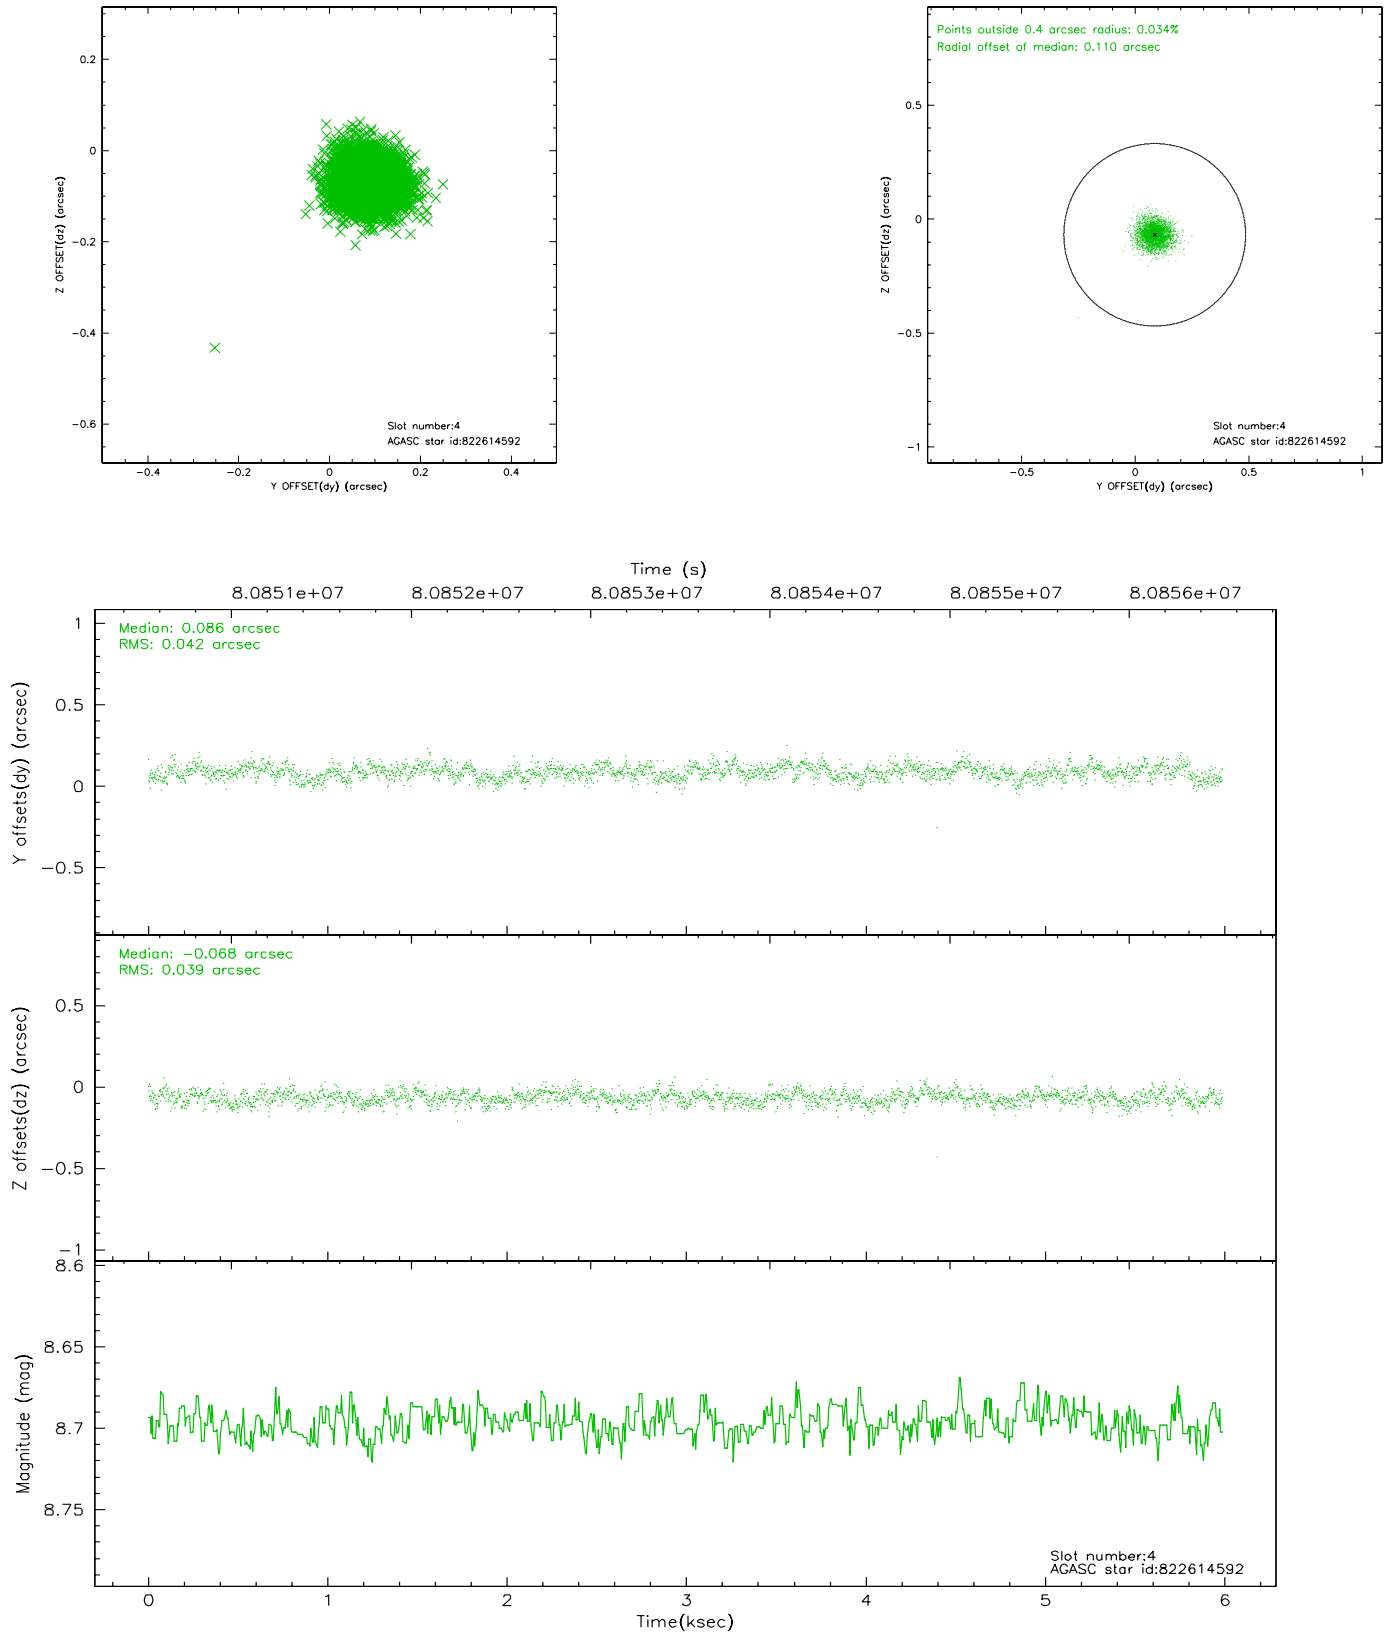 0.2
0
−0.2
−0.4
−0.6
Z OFFSET(dz) (arcsec)
Slot number:4
AGASC star id:822614592
−0.4 −0.2 0 0.2 0.4
Y OFFSET(dy) (arcsec)
Points outside 0.4 arcsec radius: 0.034%
Radial offset of median: 0.110 arcsec
0.5
0
−0.5
−1
Z OFFSET(dz) (arcsec)
Slot number:4
AGASC star id:822614592
−0.5 0 0.5 1
Y OFFSET(dy) (arcsec)
Time (s)
8.0851e+07 8.0852e+07 8.0853e+07 8.0854e+07 8.0855e+07 8.0856e+07
Median: 0.086 arcsec
RMS: 0.042 arcsec
1
0.5
0
−0.5
Y offsets(dy) (arcsec)
Median: −0.068 arcsec
RMS: 0.039 arcsec
0.5
0
−0.5
−1
Z offsets(dz) (arcsec)
8.6
8.65
8.7
8.75
Magnitude (mag)
Slot number:4
AGASC star id:822614592
0 1 2 3 4 5 6
Time(ksec)